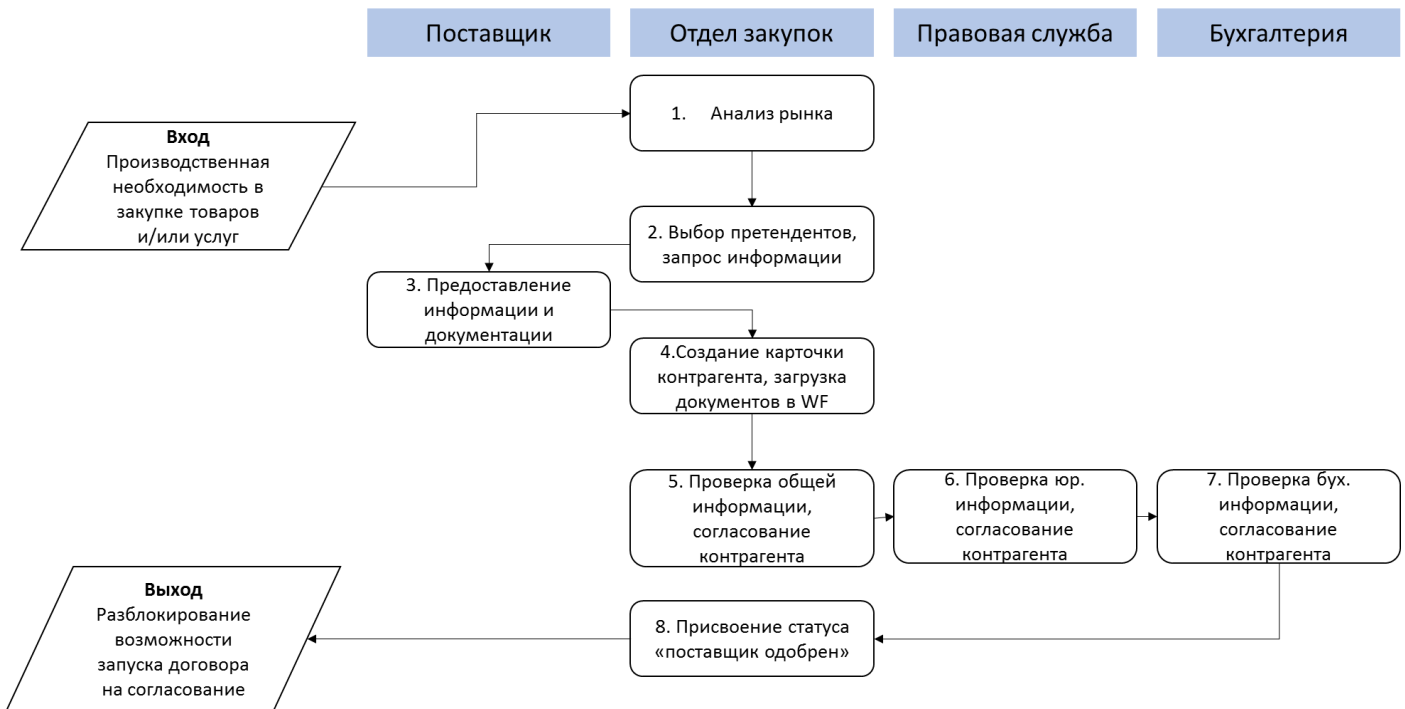 Поставщик
Отдел закупок
Правовая служба
Бухгалтерия
1. Анализ рынка
Вход
Производственная
необходимость в
закупке товаров
и/или услуг
2. Выбор претендентов,
запрос информации
3. Предоставление
информации и
документации
4.Создание карточки
контрагента, загрузка
документов в WF
5. Проверка общей
информации,
согласование
контрагента
6. Проверка юр.
информации,
согласование
контрагента
7. Проверка бух.
информации,
согласование
контрагента
8. Присвоение статуса
«поставщик одобрен»
Выход
Разблокирование
возможности
запуска договора
на согласование